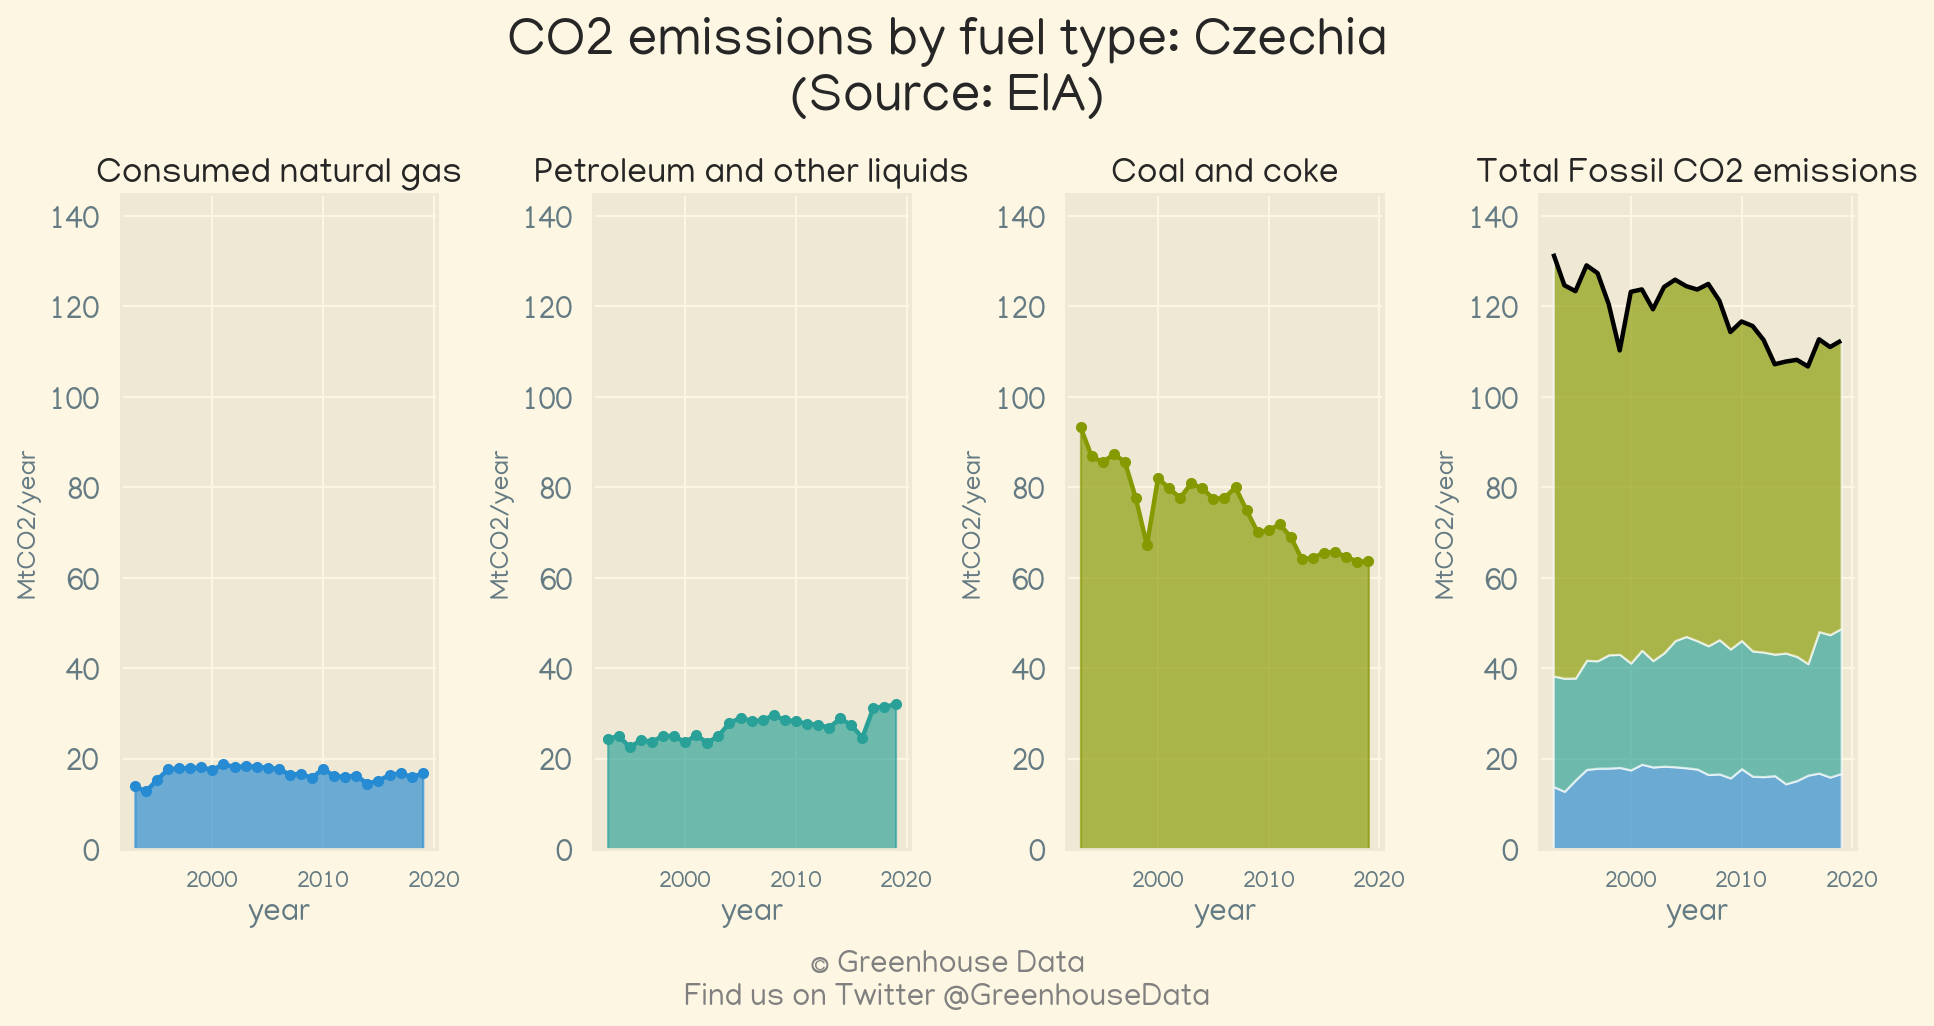 CO2 emissions by fuel type: Czechia
(Source: EIA)
Consumed natural gas
140
120
100
80
60
40
20
0
MtCO2/year
2000 2010 2020
year
Petroleum and other liquids
140
120
100
80
60
40
20
0
MtCO2/year
2000 2010 2020
year
Coal and coke
140
120
100
80
60
40
20
0
MtCO2/year
2000 2010 2020
year
Total Fossil CO2 emissions
140
120
100
80
60
40
20
0
MtCO2/year
2000 2010 2020
year
© Greenhouse Data
Find us on Twitter @GreenhouseData